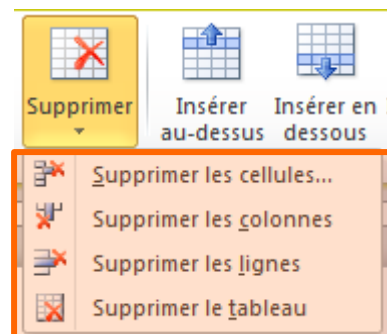 Supprimer
Insérer
au-dessus
Insérer en
dessous
Supprimer les cellules...
Supprimer les colonnes
Supprimer les lignes
Supprimer le tableau